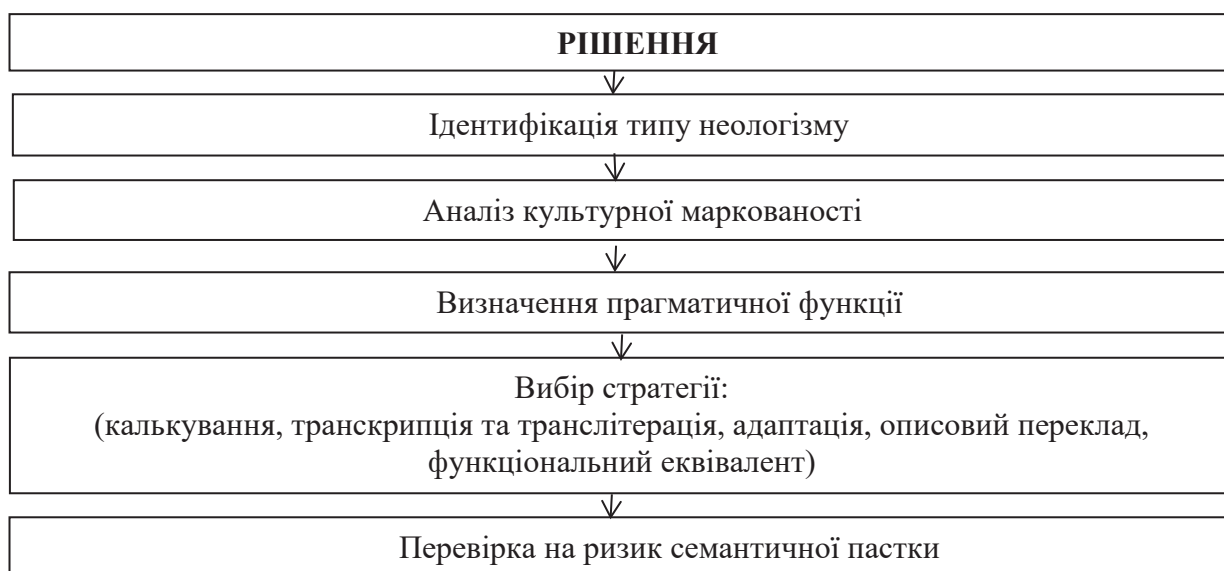 РІШЕННЯ
Ідентифікація типу неологізму
Аналіз культурної маркованості
Визначення прагматичної функції
Вибір стратегії:
(калькування, транскрипція та транслітерація, адаптація, описовий переклад,
функціональний еквівалент)
Перевірка на ризик семантичної пастки